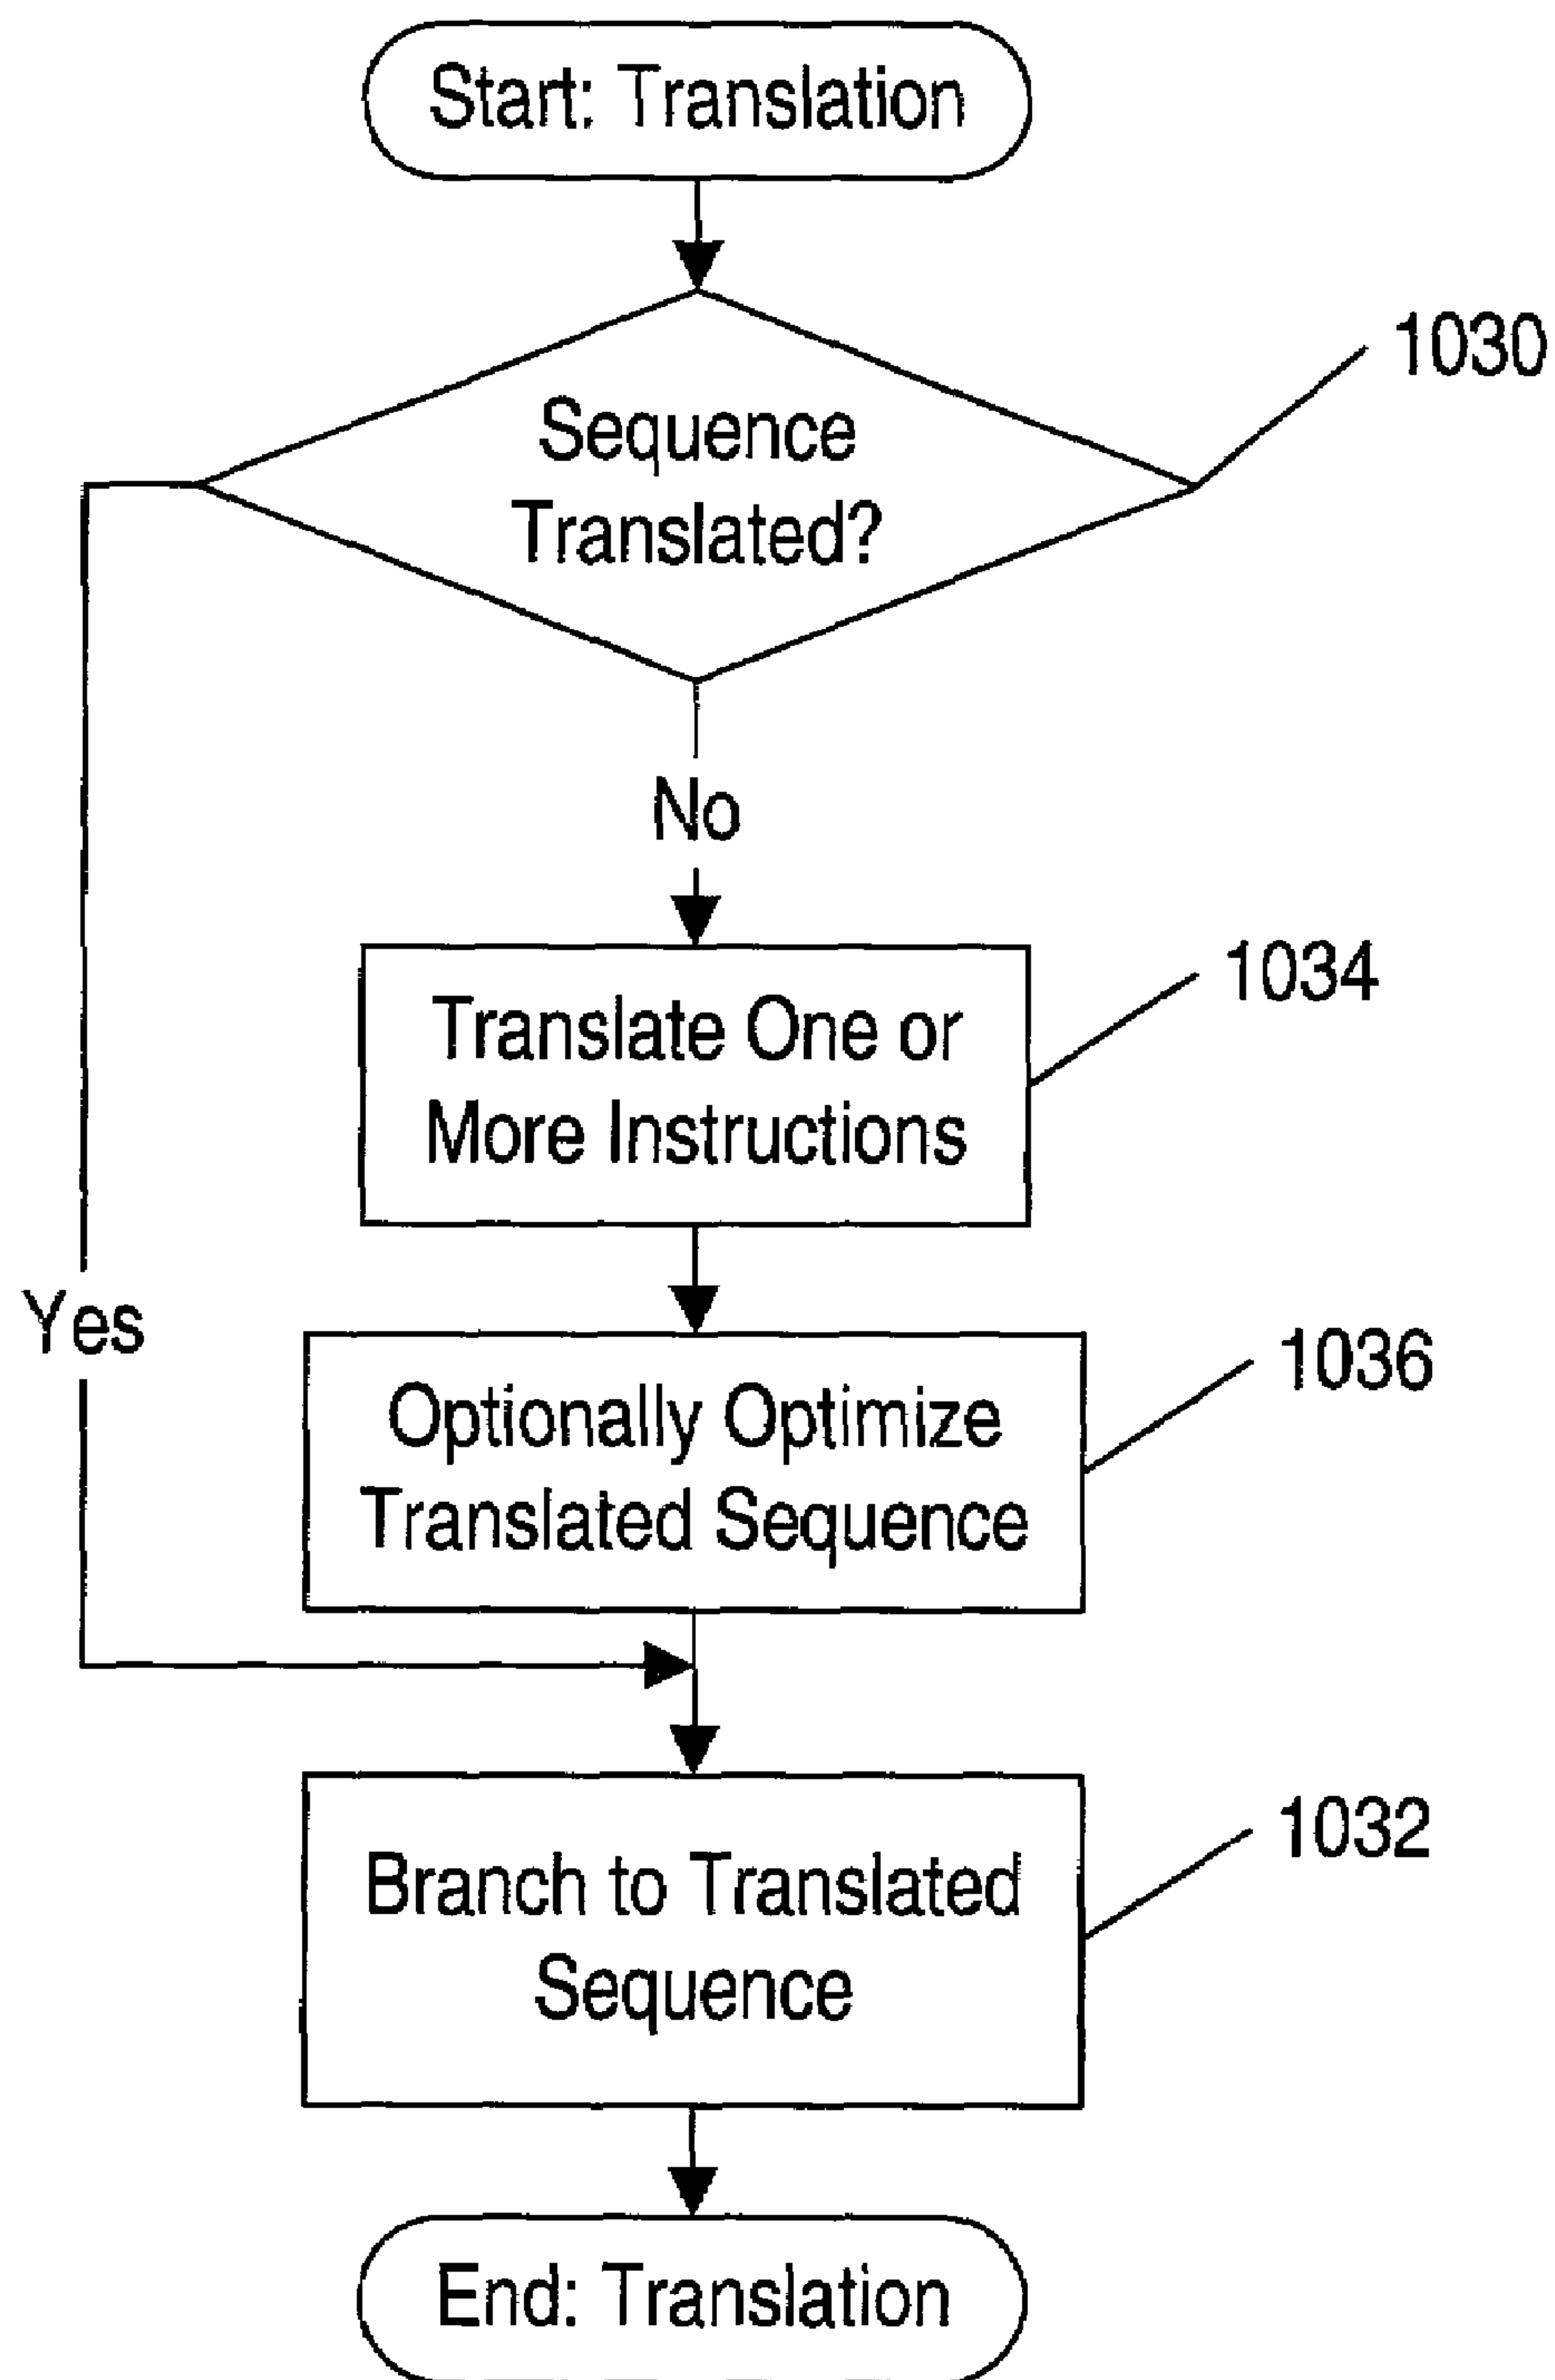 Start: Translation
1030
Sequence
Translated?
No
1034
Translate One or
More Instructions
Yes
1036
Optionally Optimize
Translated Sequence
1032
Branch to Translated
Sequence
End: Translation